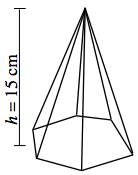 h = 15 cm